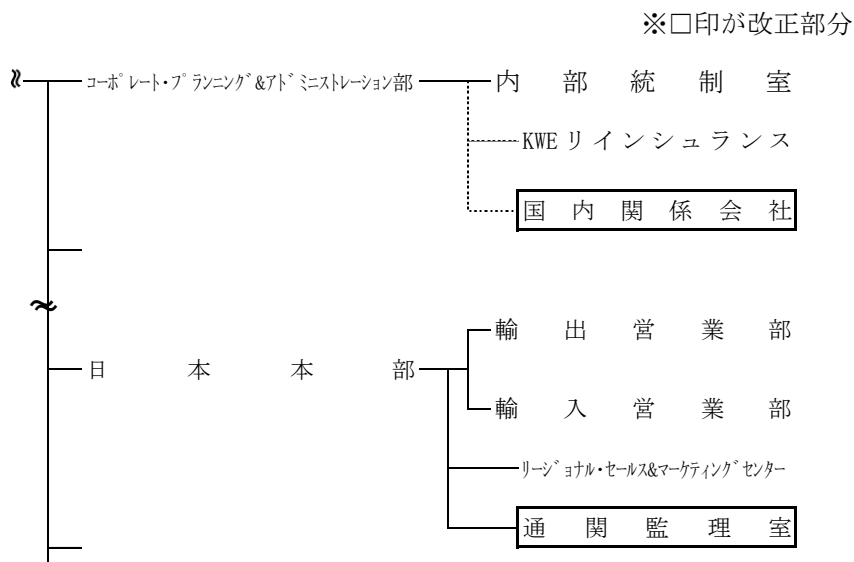 ※□印が改正部分
コーポレート・プランニング&アドミニストレーション部
内部統制室
KWEリインシュランス
国内関係会社
輸出営業部
日本本部
輸入営業部
リージョナル・セールス&マーケティングセンター
通関監理室